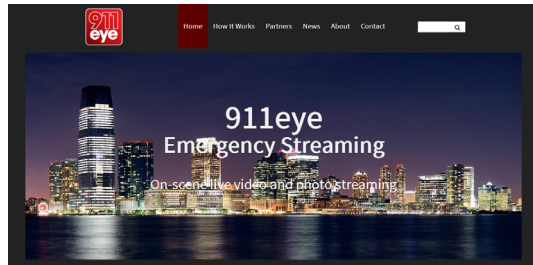 911
eye
Home How It Works Partners News About Contact
911eye
Emergency Streaming
On-scene live video and photo streaming